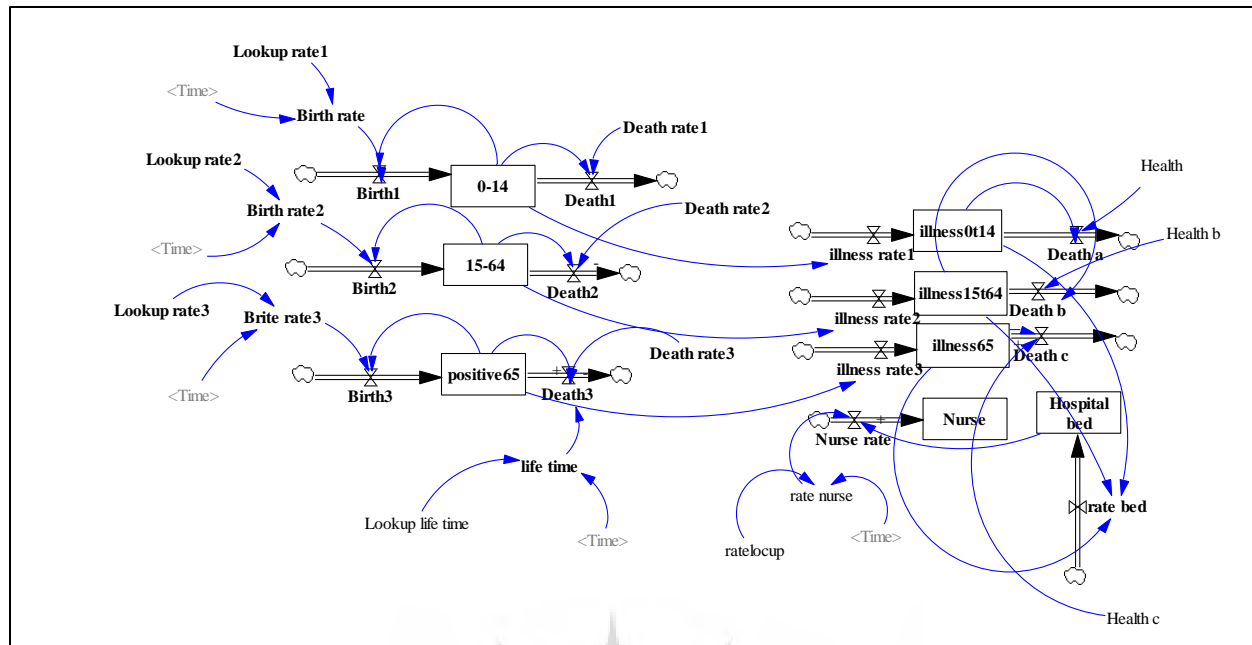 Lookup rate1
<Time>
Birth rate
Death rate1
Lookup rate2
0-14
Birth1
Death1
Health
Birth rate2
Death rate2
illness0t14
<Time>
15-64
illness rate1
Death a
Health b
Birth2
Death2
illness15t64
Lookup rate3
Brite rate3
illness rate2
Death b
Death rate3
illness65
Death c
positive65
illness rate3
<Time>
Birth3
Death3
Hospital
bed
Nurse
Nurse rate
life time
rate nurse
rate bed
Lookup life time
<Time>
<Time>
ratelocup
Health c